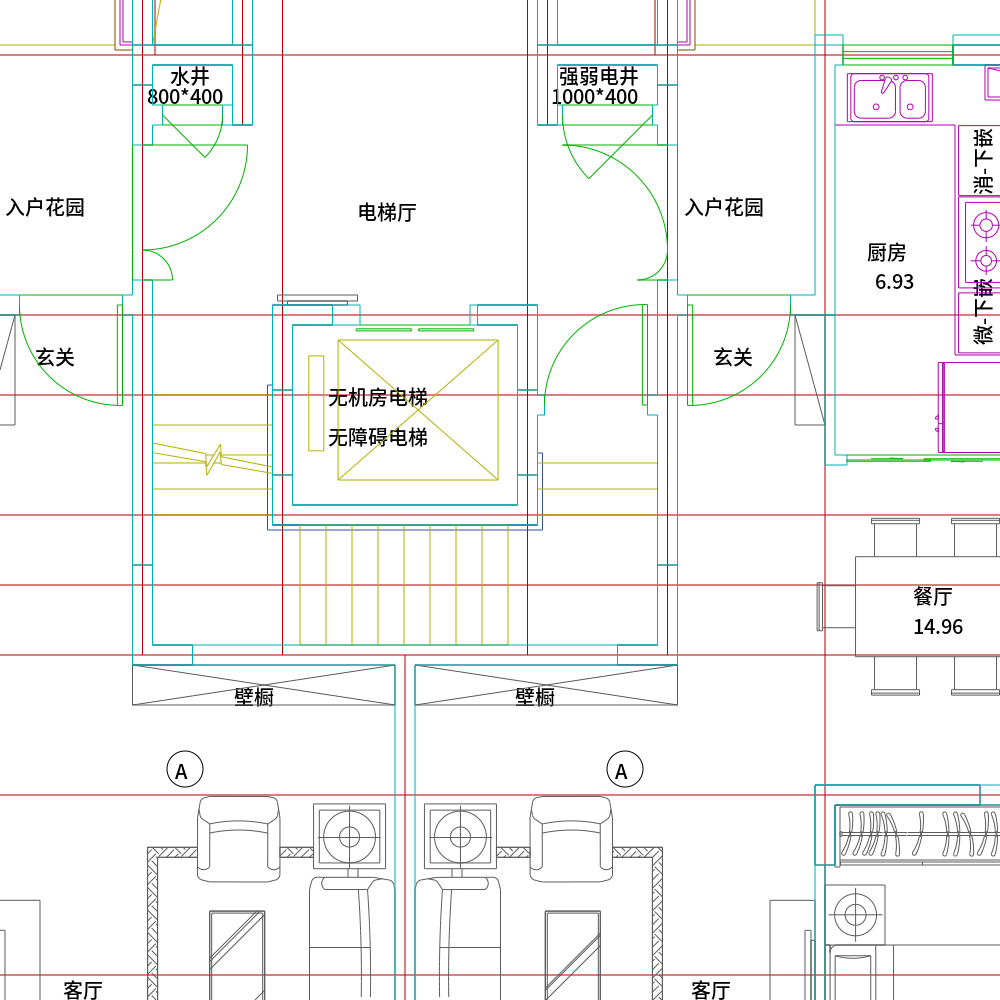 水井
800*400
强弱电井
1000*400
消-下嵌
入户花园
电梯厅
入户花园
厨房
6.93
微-下嵌
玄关
玄关
无机房电梯
无障碍电梯
餐厅
14.96
壁橱
壁橱
A
A
客厅
客厅